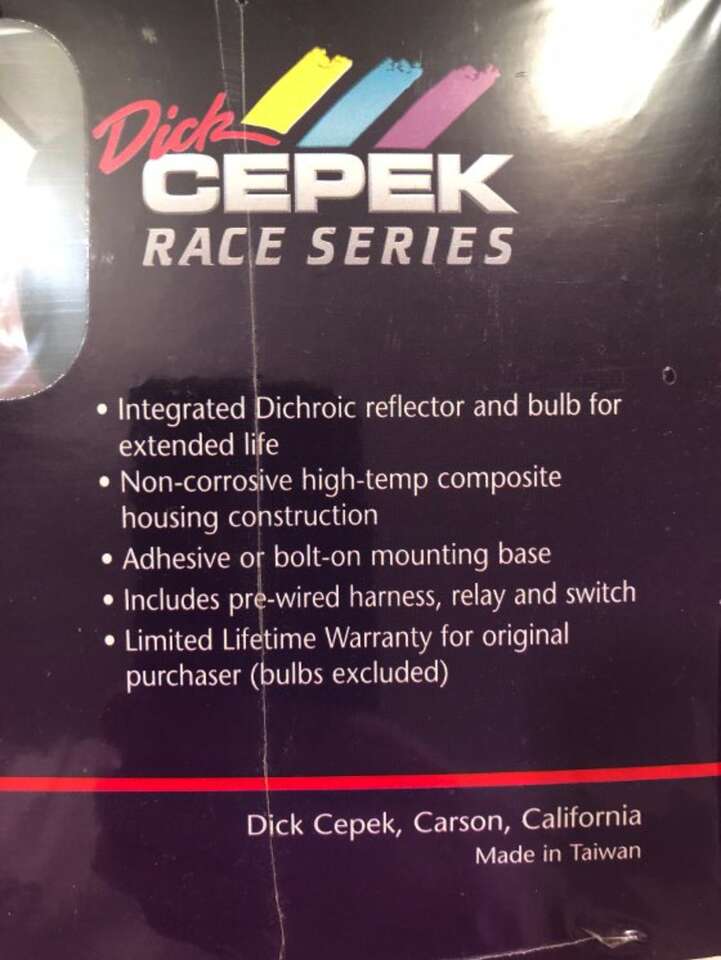 Dick
CEPEK
RACE SERIES
• Integrated Dichroic reflector and bulb for
extended life
• Non-corrosive high-temp composite
housing construction
• Adhesive or bolt-on mounting base
• Includes pre-wired harness, relay and switch
• Limited Lifetime Warranty for original
purchaser (bulbs excluded)
Dick Cepek, Carson, California
Made in Taiwan